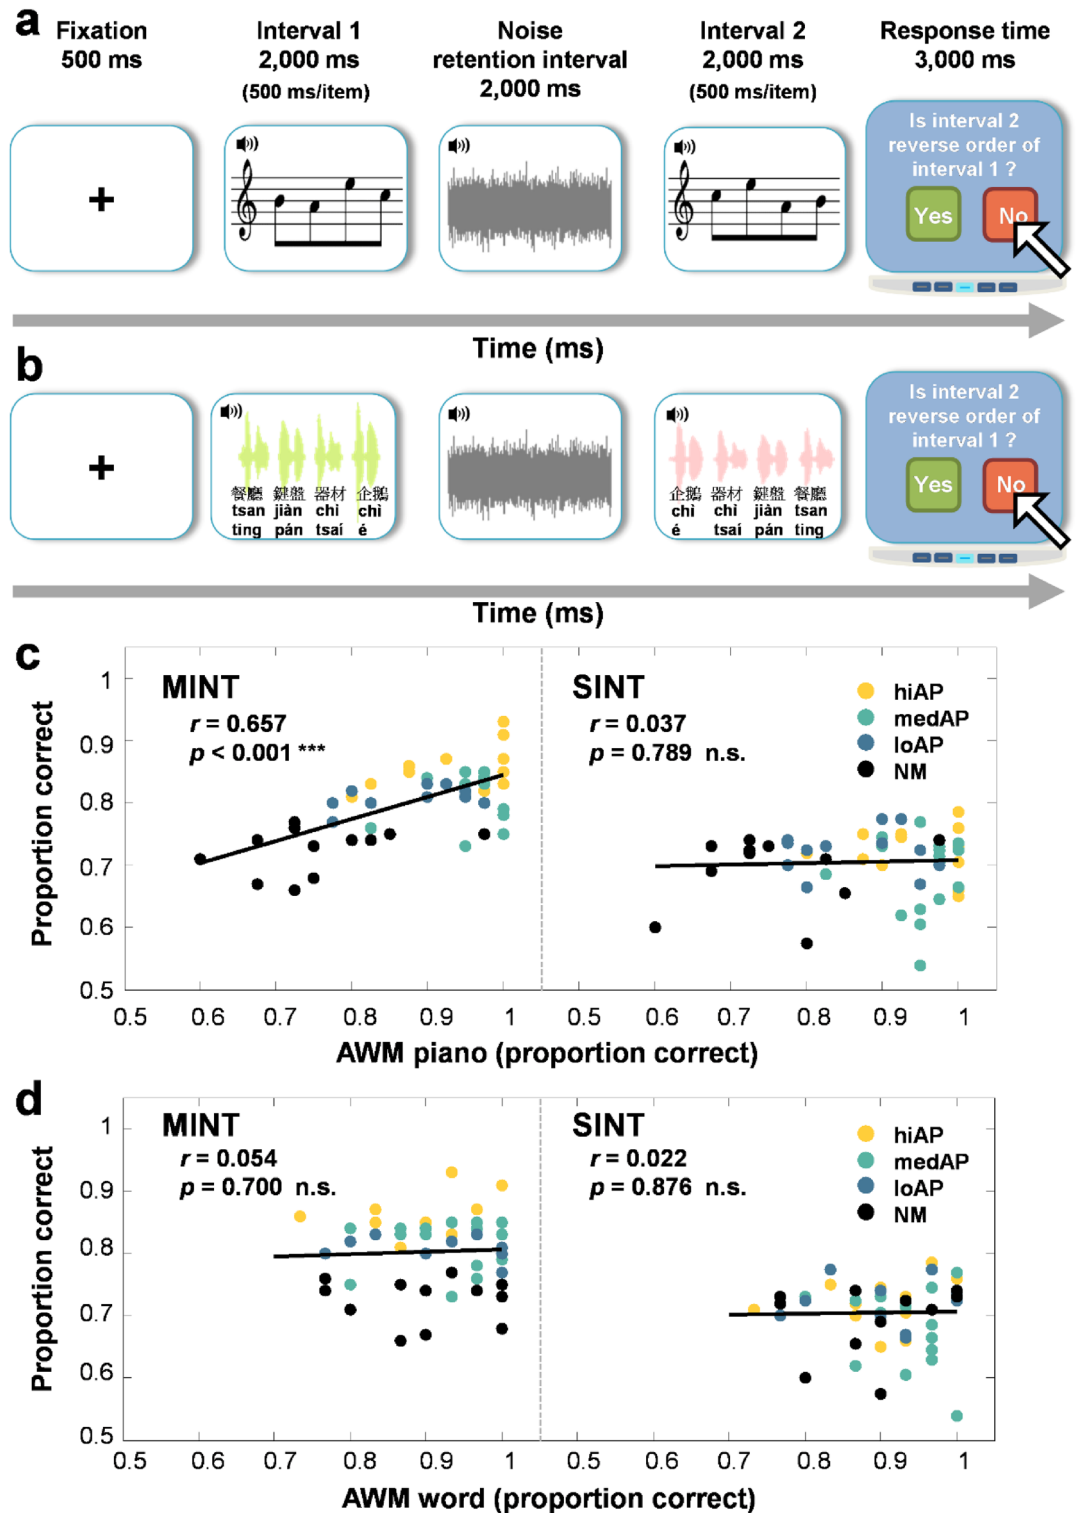 a
Fixation
500 ms
Interval 1
2,000 ms
(500 ms/item)
Noise
retention interval
2,000 ms
Interval 2
2,000 ms
(500 ms/item)
Response time
3,000 ms
Is interval 2
reverse order of
interval 1 ?
Yes No
Time (ms)
b
餐廳 鍵盤 器材 企鵝
tsan jiàn chì chì
ting pán tsaí é
企鵝 器材 鍵盤 餐廳
chì chì jiàn tsan
é tsaí pán ting
Is interval 2
reverse order of
interval 1 ?
Yes No
Time (ms)
c
Proportion correct
1
0.9
0.8
0.7
0.6
0.5
MINT
r = 0.657
p < 0.001 ***
SINT
r = 0.037
p = 0.789 n.s.
hiAP
medAP
loAP
NM
0.5 0.6 0.7 0.8 0.9 1 0.5 0.6 0.7 0.8 0.9 1
AWM piano (proportion correct)
d
Proportion correct
1
0.9
0.8
0.7
0.6
0.5
MINT
r = 0.054
p = 0.700 n.s.
SINT
r = 0.022
p = 0.876 n.s.
hiAP
medAP
loAP
NM
0.5 0.6 0.7 0.8 0.9 1 0.5 0.6 0.7 0.8 0.9 1
AWM word (proportion correct)